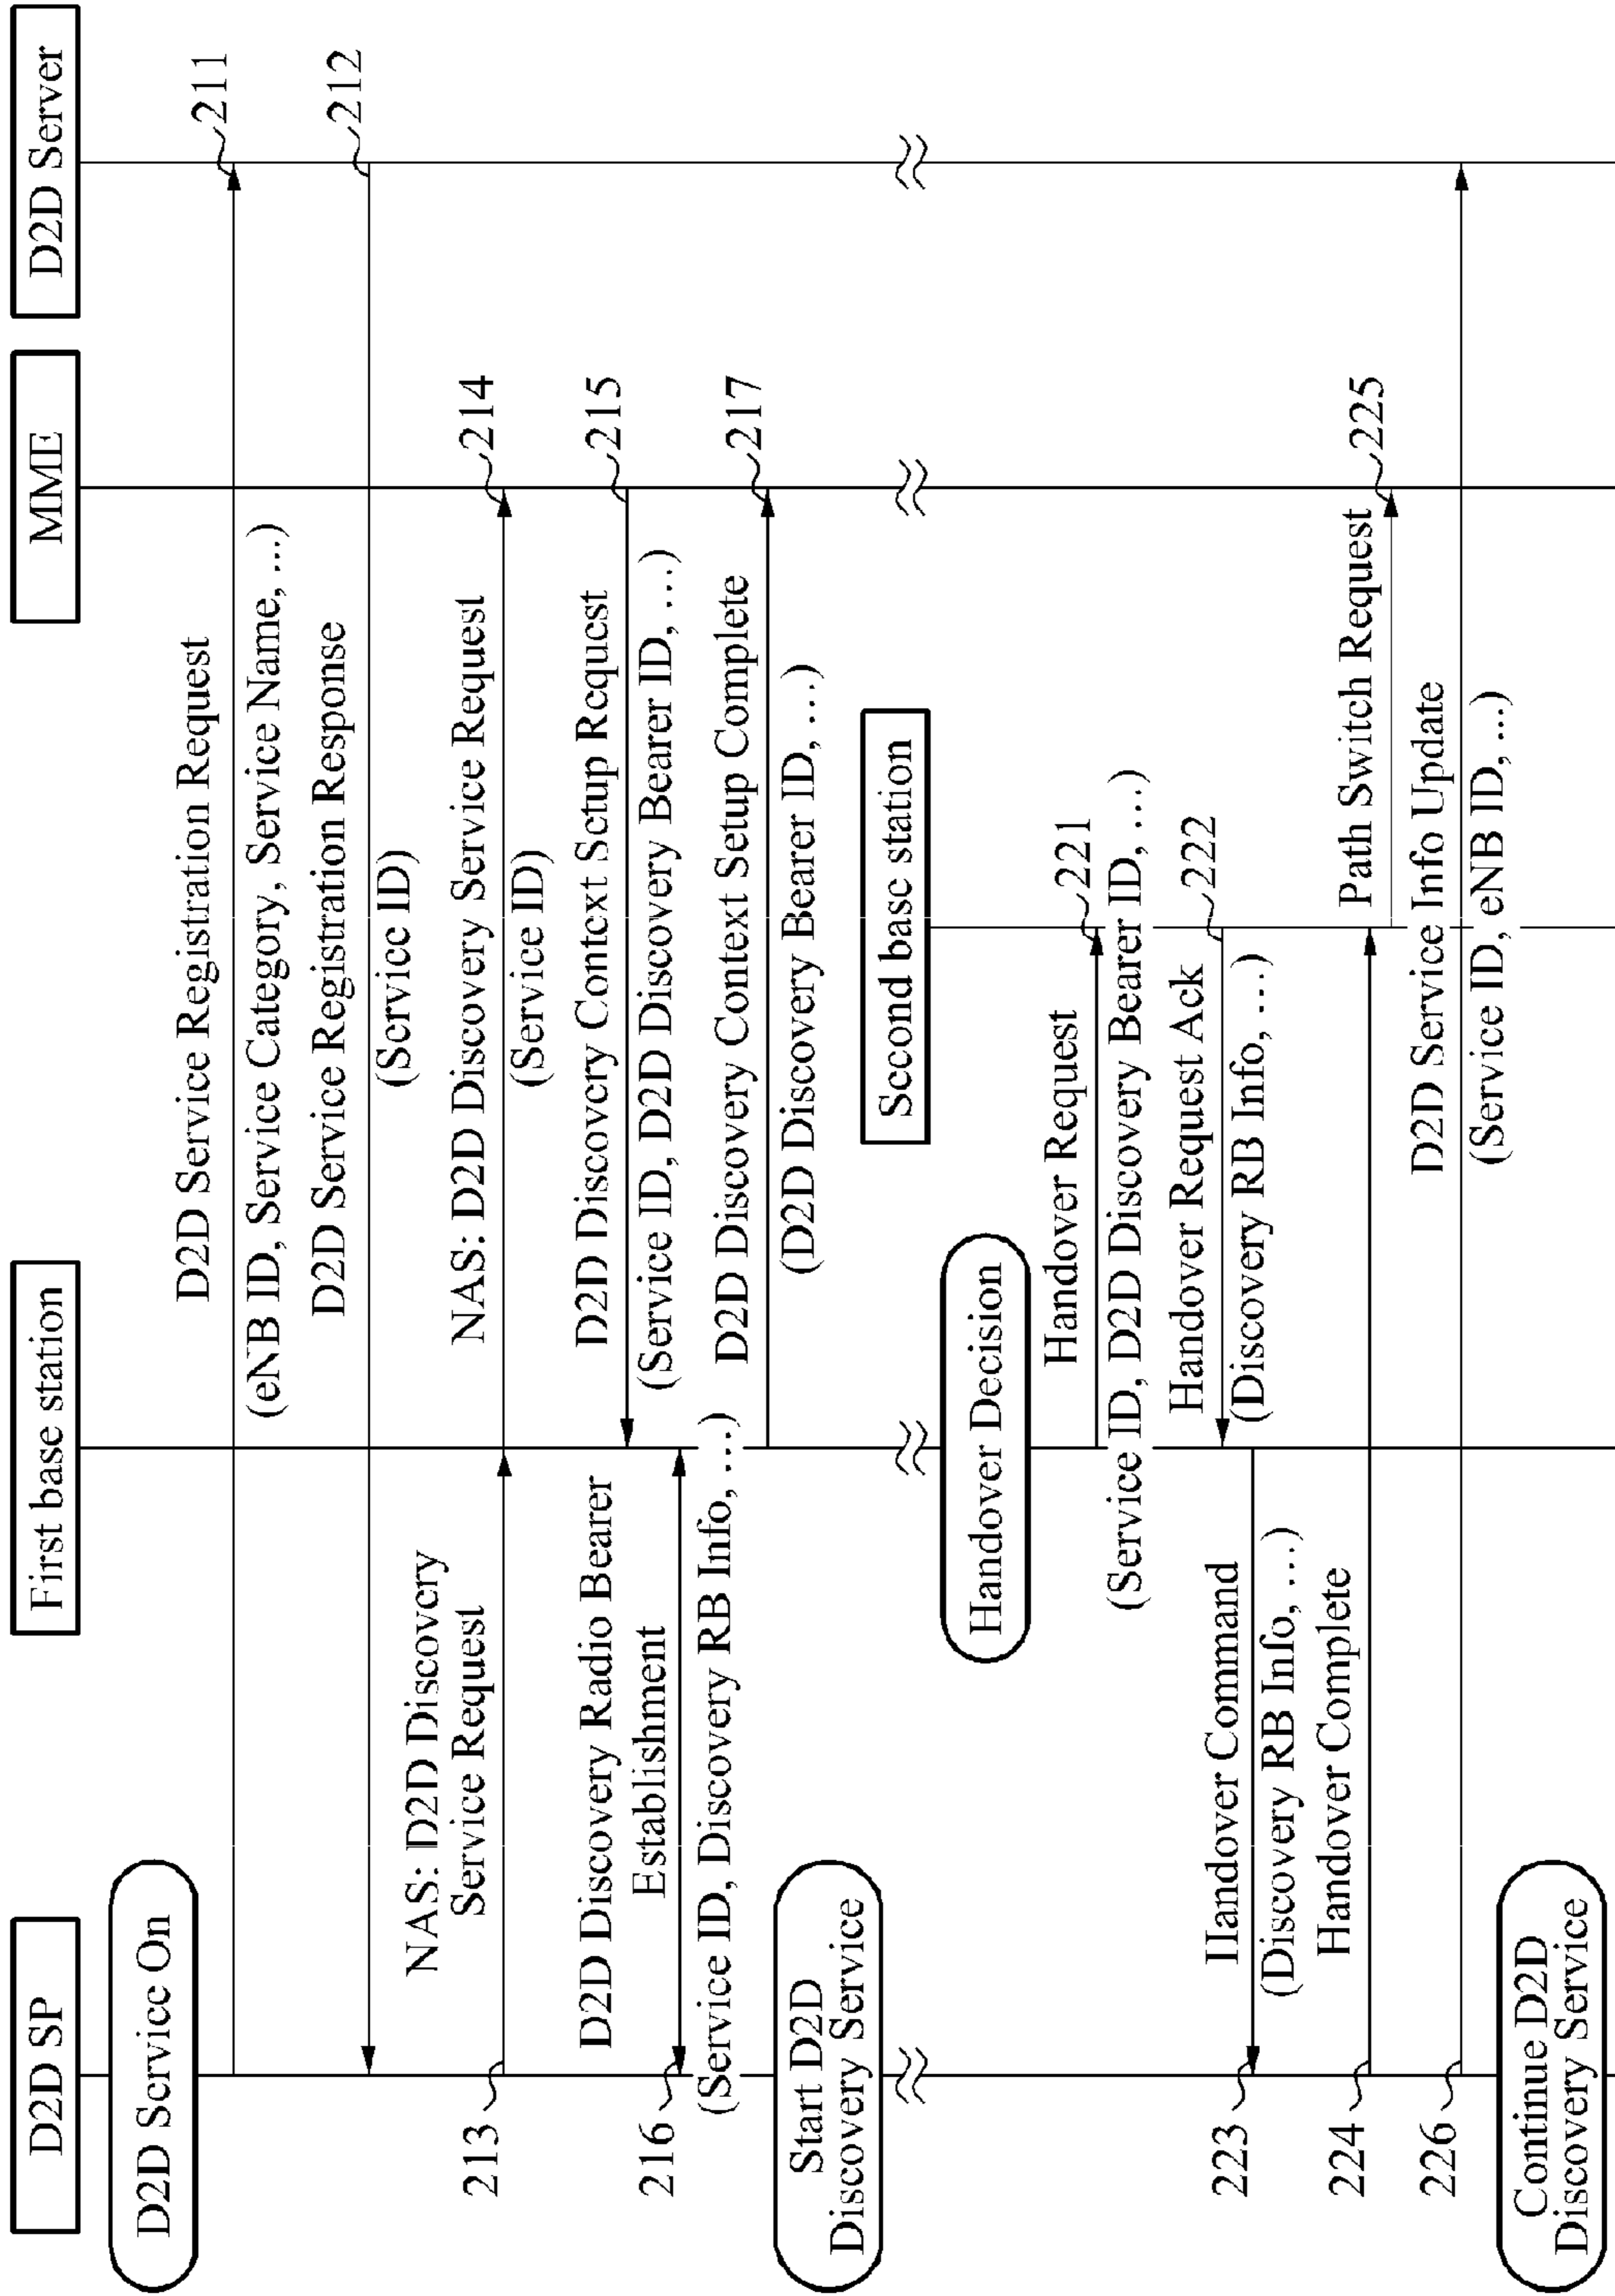 D2D SP
First base station
MME
D2D Server
D2D Service On
D2D Service Registration Request
211
(eNB ID, Service Category, Service Name, ...)
D2D Service Registration Response
212
(Service ID)
NAS: D2D Discovery
Service Request
213
NAS: D2D Discovery Service Request
214
(Service ID)
D2D Discovery Context Setup Request
215
(Service ID, D2D Discovery Bearer ID, ...)
D2D Discovery Radio Bearer
Establishment
216
(Service ID, Discovery RB Info, ...)
D2D Discovery Context Setup Complete
217
(D2D Discovery Bearer ID, ...)
Start D2D
Discovery Service
Second base station
Handover Decision
Handover Request
221
(Service ID, D2D Discovery Bearer ID, ...)
Handover Request Ack
222
(Discovery RB Info, ...)
Handover Command
223
(Discovery RB Info, ...)
Handover Complete
224
Path Switch Request
225
D2D Service Info Update
226
(Service ID, eNB ID, ...)
Continue D2D
Discovery Service